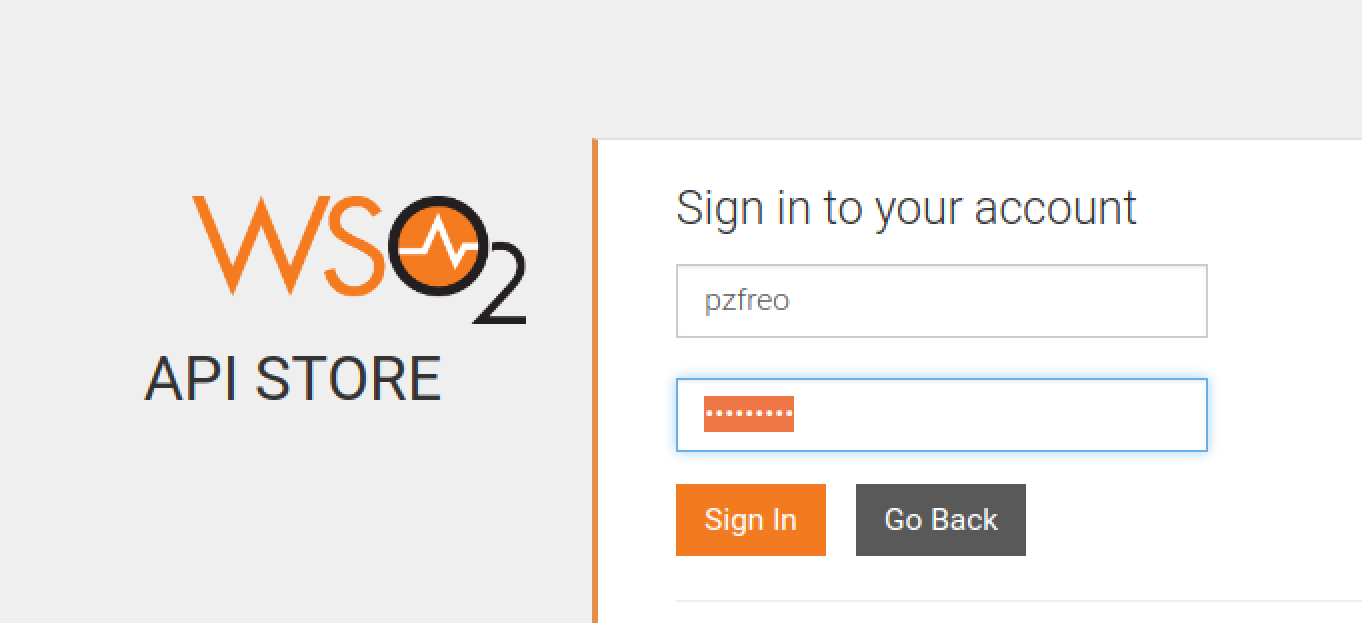 WSO2
API STORE
Sign in to your account
pzfreo
•••••••••
Sign In
Go Back